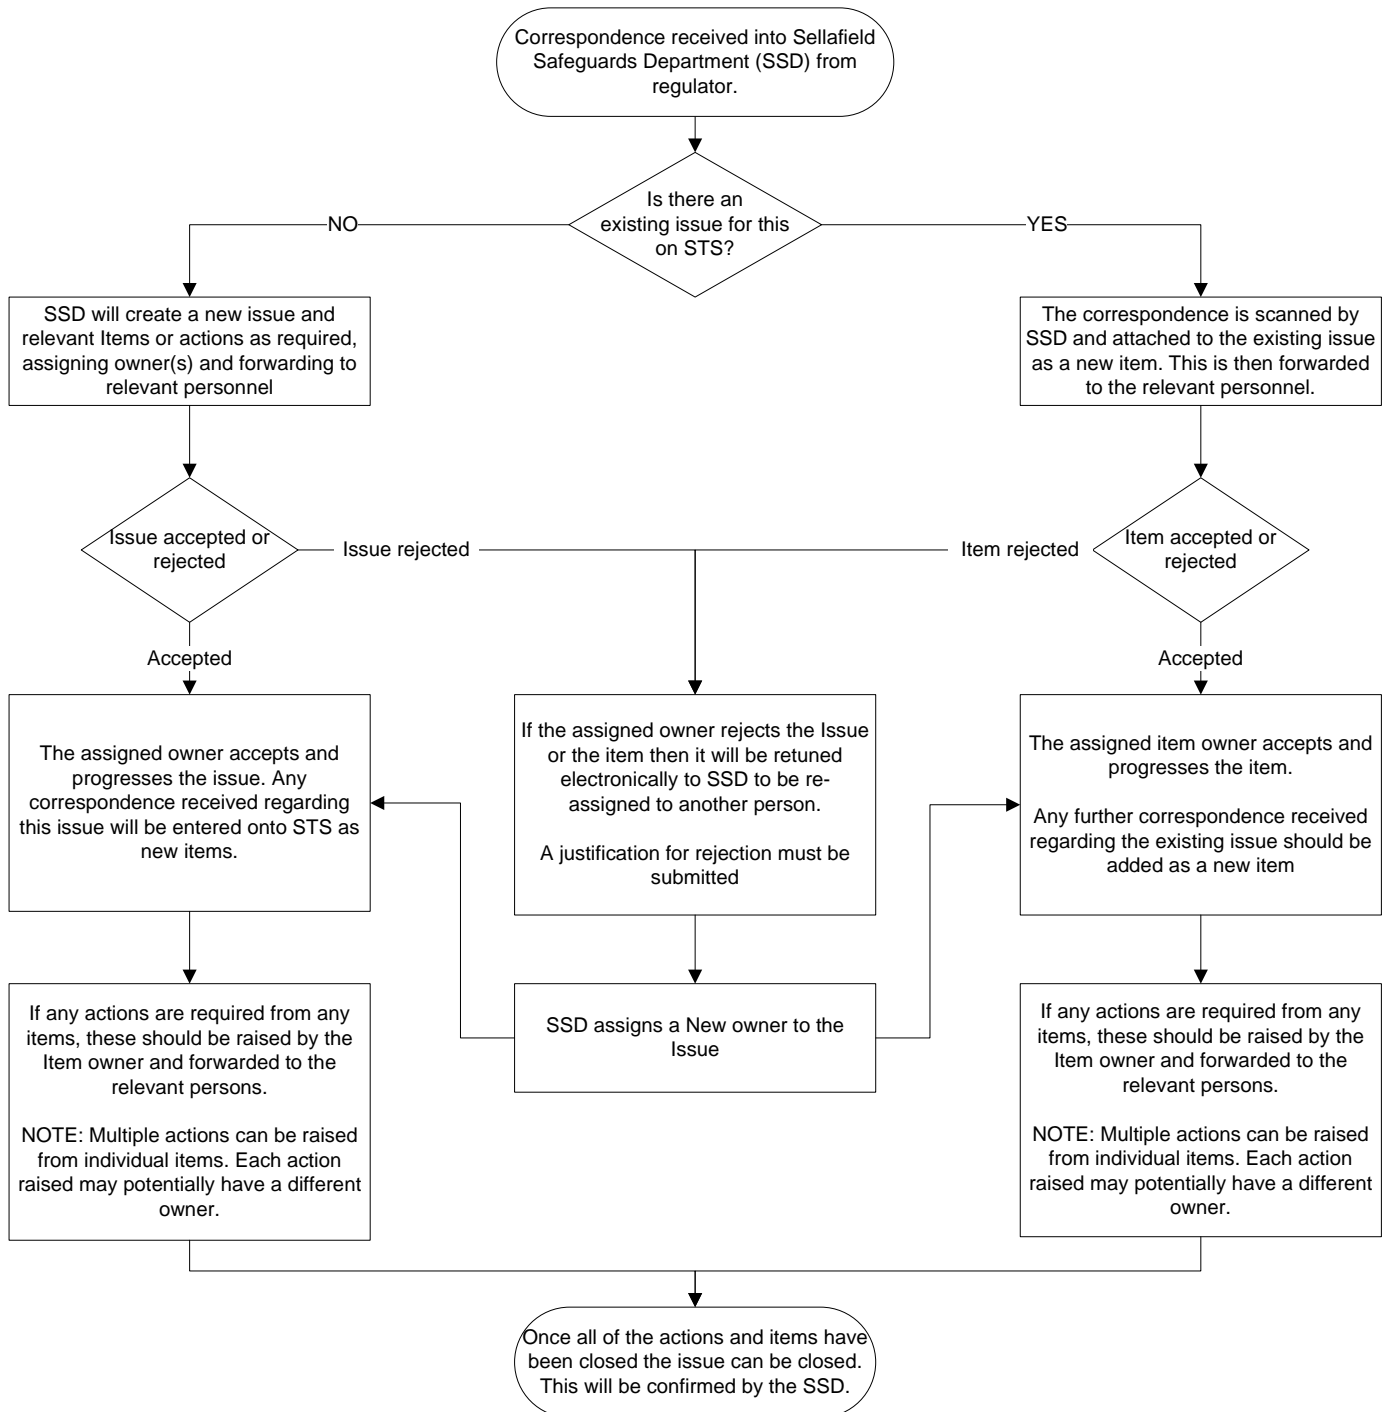 Correspondence received into Sellafield
Safeguards Department (SSD) from
regulator.
Is there an
existing issue for this
on STS?
NO
YES
SSD will create a new issue and
relevant Items or actions as required,
assigning owner(s) and forwarding to
relevant personnel
The correspondence is scanned by
SSD and attached to the existing issue
as a new item. This is then forwarded
to the relevant personnel.
Issue accepted or
rejected
Issue rejected
Item rejected
Item accepted or
rejected
Accepted
Accepted
The assigned owner accepts and
progresses the issue. Any
correspondence received regarding
this issue will be entered onto STS as
new items.
If the assigned owner rejects the Issue
or the item then it will be retuned
electronically to SSD to be re-
assigned to another person.
A justification for rejection must be
submitted
The assigned item owner accepts and
progresses the item.
Any further correspondence received
regarding the existing issue should be
added as a new item
If any actions are required from any
items, these should be raised by the
Item owner and forwarded to the
relevant persons.
NOTE: Multiple actions can be raised
from individual items. Each action
raised may potentially have a different
owner.
SSD assigns a New owner to the
Issue
If any actions are required from any
items, these should be raised by the
Item owner and forwarded to the
relevant persons.
NOTE: Multiple actions can be raised
from individual items. Each action
raised may potentially have a different
owner.
Once all of the actions and items have
been closed the issue can be closed.
This will be confirmed by the SSD.